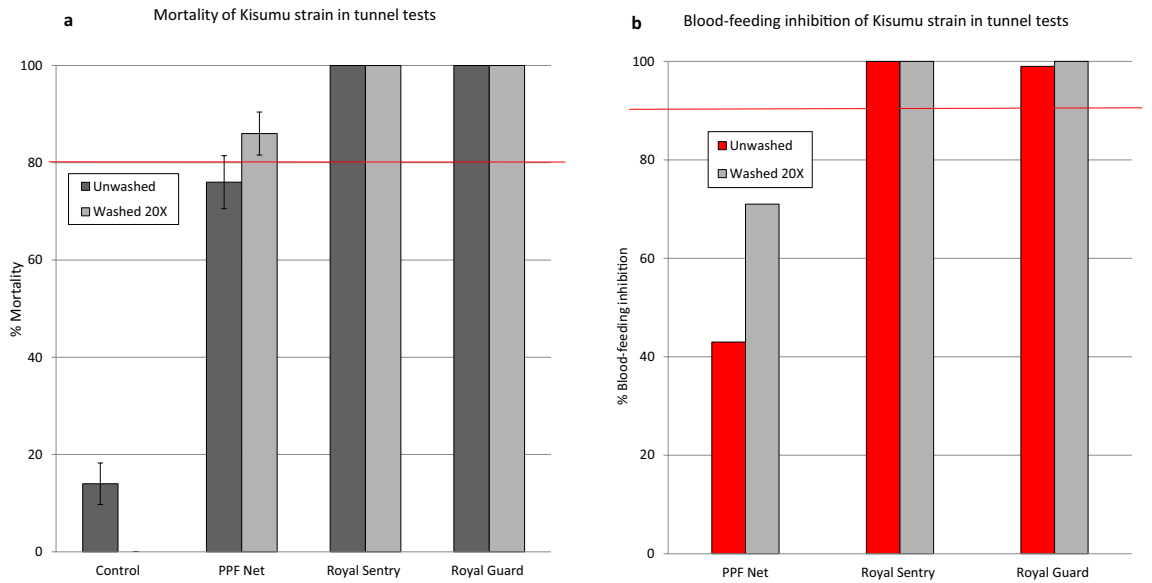 a
Mortality of Kisumu strain in tunnel tests
% Mortality
100
80
60
40
20
0
Unwashed
Washed 20X
Control
PPF Net
Royal Sentry
Royal Guard
b
Blood-feeding inhibition of Kisumu strain in tunnel tests
% Blood-feeding inhibition
100
80
60
40
20
0
Unwashed
Washed 20X
PPF Net
Royal Sentry
Royal Guard